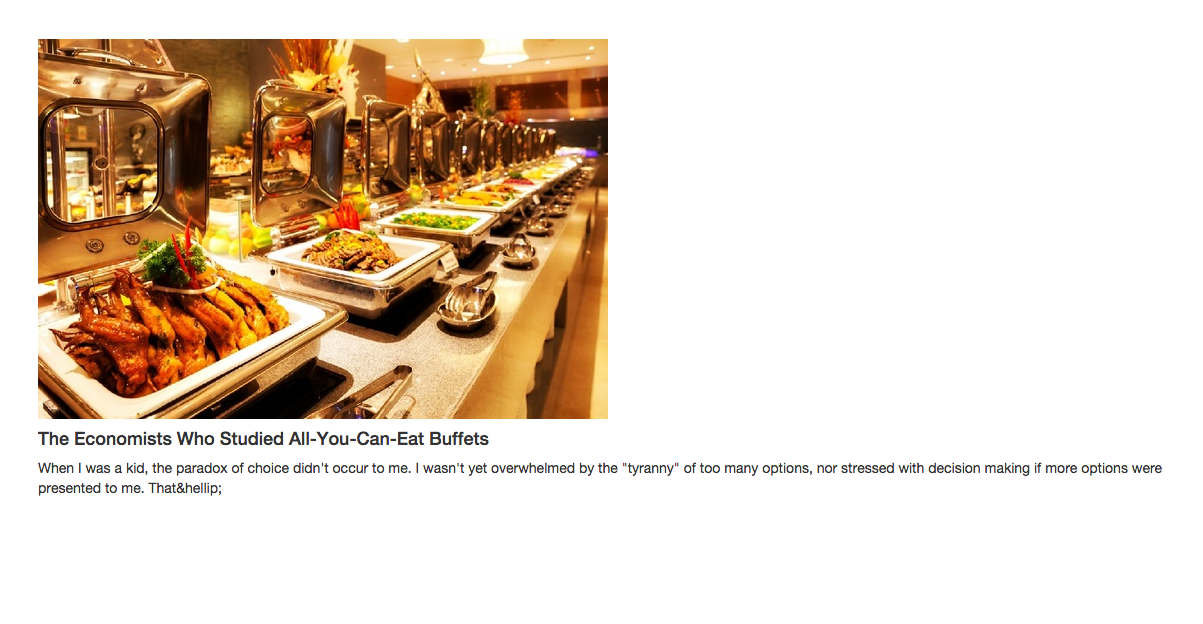 The Economists Who Studied All-You-Can-Eat Buffets
When I was a kid, the paradox of choice didn't occur to me. I wasn't yet overwhelmed by the "tyranny" of too many options, nor stressed with decision making if more options were
presented to me. That&hellip;